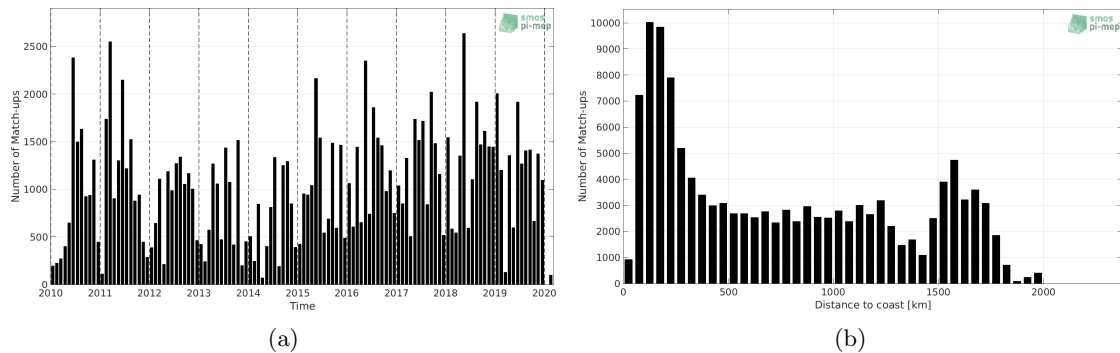 smos
pi-mep
Number of Match-ups
2500
2000
1500
1000
500
0
2010 2011 2012 2013 2014 2015 2016 2017 2018 2019 2020
Time
(a)
smos
pi-mep
Number of Match-ups
10000
9000
8000
7000
6000
5000
4000
3000
2000
1000
0
0 500 1000 1500 2000
Distance to coast [km]
(b)